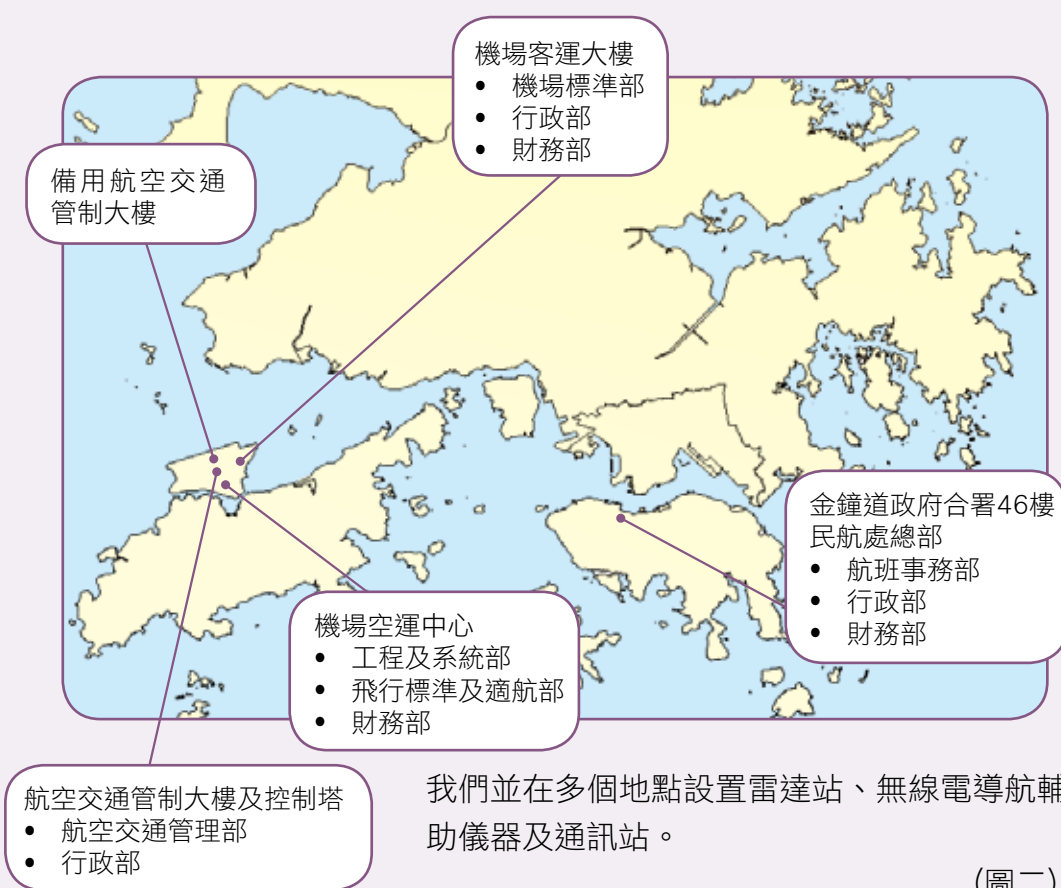 機場客運大樓
• 機場標準部
• 行政部
• 財務部
備用航空交通
管制大樓
金鐘道政府合署46樓
民航處總部
• 航班事務部
• 行政部
• 財務部
機場空運中心
• 工程及系統部
• 飛行標準及適航部
• 財務部
航空交通管制大樓及控制塔
• 航空交通管理部
• 行政部
我們並在多個地點設置雷達站、無線電導航輔
助儀器及通訊站。
(圖二)